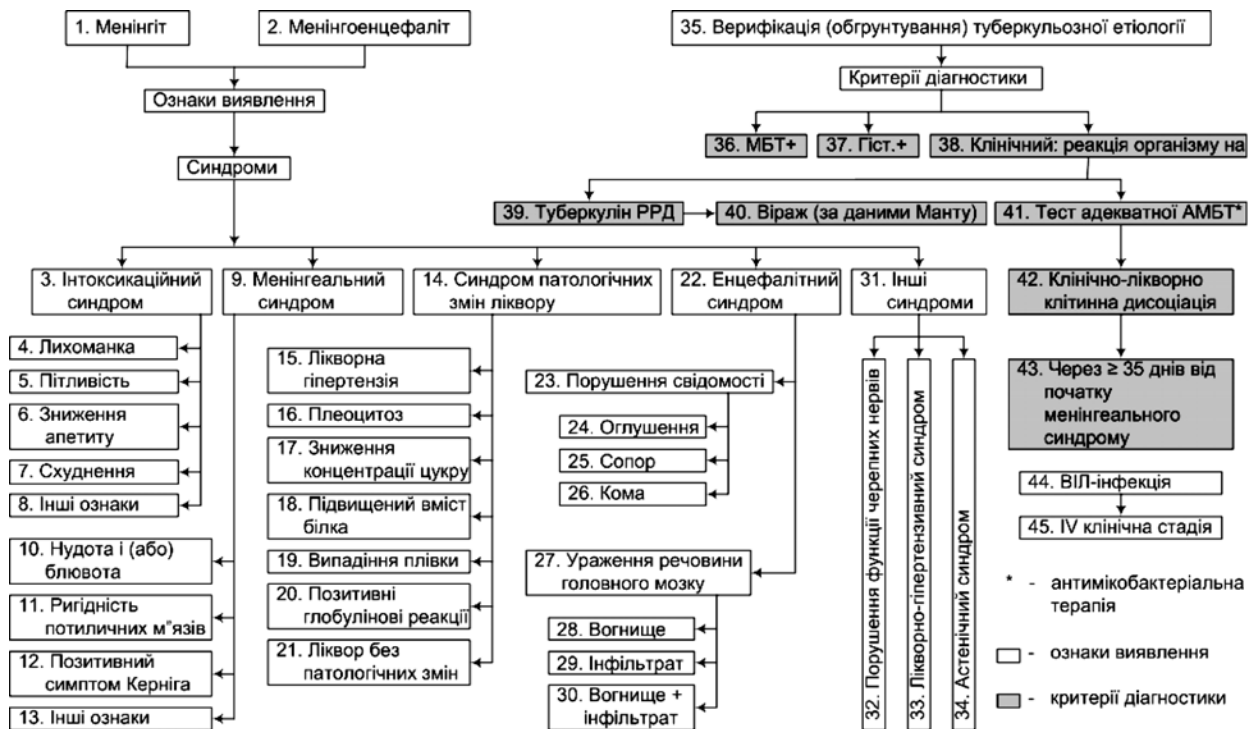 1. Менінгіт
2. Менінгоенцефаліт
35. Верифікація (обгрунтування) туберкульозної етіології
Ознаки виявлення
Критерії діагностики
Синдроми
36. МБТ+
37. Гіст.+
38. Клінічний: реакція організму на
39. Туберкулін РРД
40. Віраж (за даними Манту)
41. Тест адекватної АМБТ*
3. Інтоксикаційний
синдром
9. Менінгеальний
синдром
14. Синдром патологічних
змін ліквору
22. Енцефалітний
синдром
31. Інші
синдроми
42. Клінічно-лікворно
клітинна дисоціація
4. Лихоманка
5. Пітливість
6. Зниження
апетиту
7. Схуднення
8. Інші ознаки
10. Нудота і (або)
блювота
11. Ригідність
потиличних м"язів
12. Позитивний
симптом Керніга
13. Інші ознаки
15. Лікворна
гіпертензія
16. Плеоцитоз
17. Зниження
концентрації цукру
18. Підвищений вміст
білка
19. Випадіння плівки
20. Позитивні
глобулінові реакції
21. Ліквор без
патологічних змін
23. Порушення свідомості
24. Оглушення
25. Сопор
26. Кома
27. Ураження речовини
головного мозку
28. Вогнище
29. Інфільтрат
30. Вогнище +
інфільтрат
32. Порушення функції черепних нервів
33. Лікворно-гіпертензивний синдром
34. Астенічний синдром
43. Через ≥ 35 днів від
початку
менінгеального
синдрому
44. ВІЛ-інфекція
45. IV клінічна стадія
* - антимікобактеріальна
терапія
- ознаки виявлення
- критерії діагностики